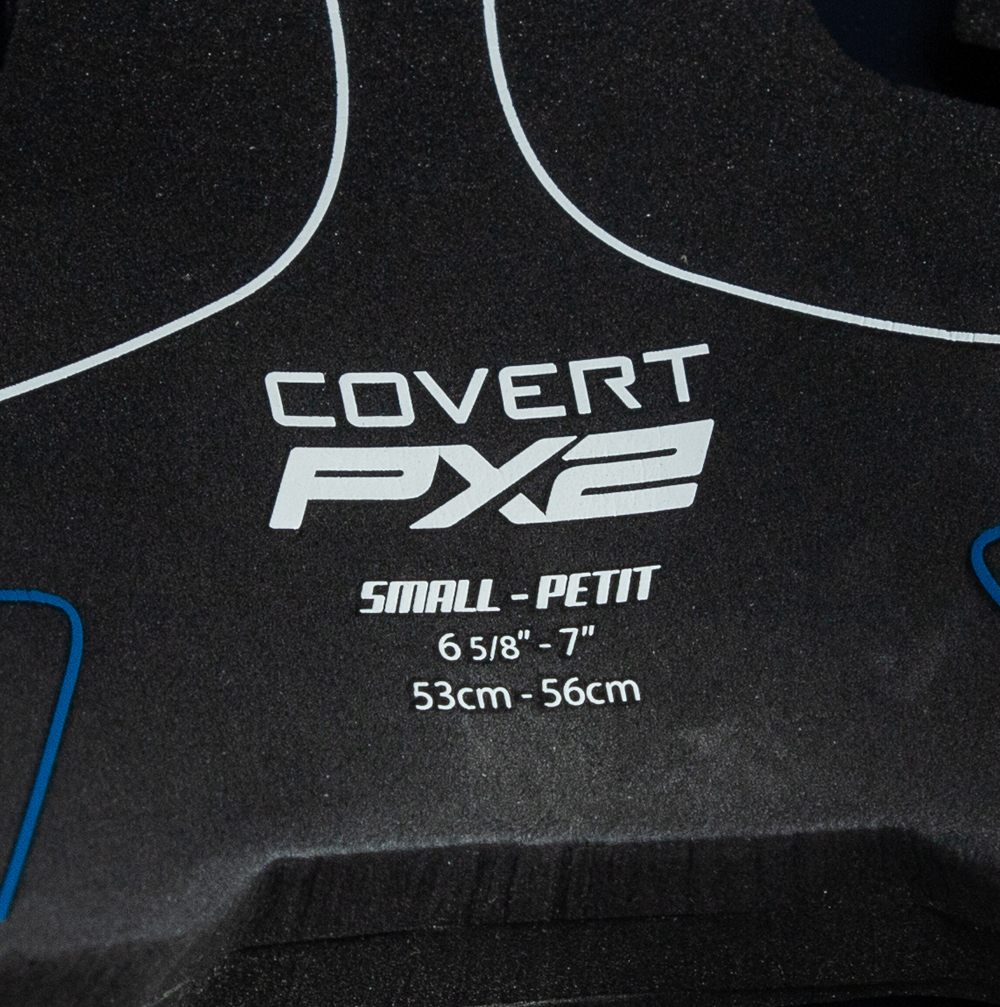 COVERT
PX2
SMALL - PETIT
6 5/8" - 7"
53cm - 56cm